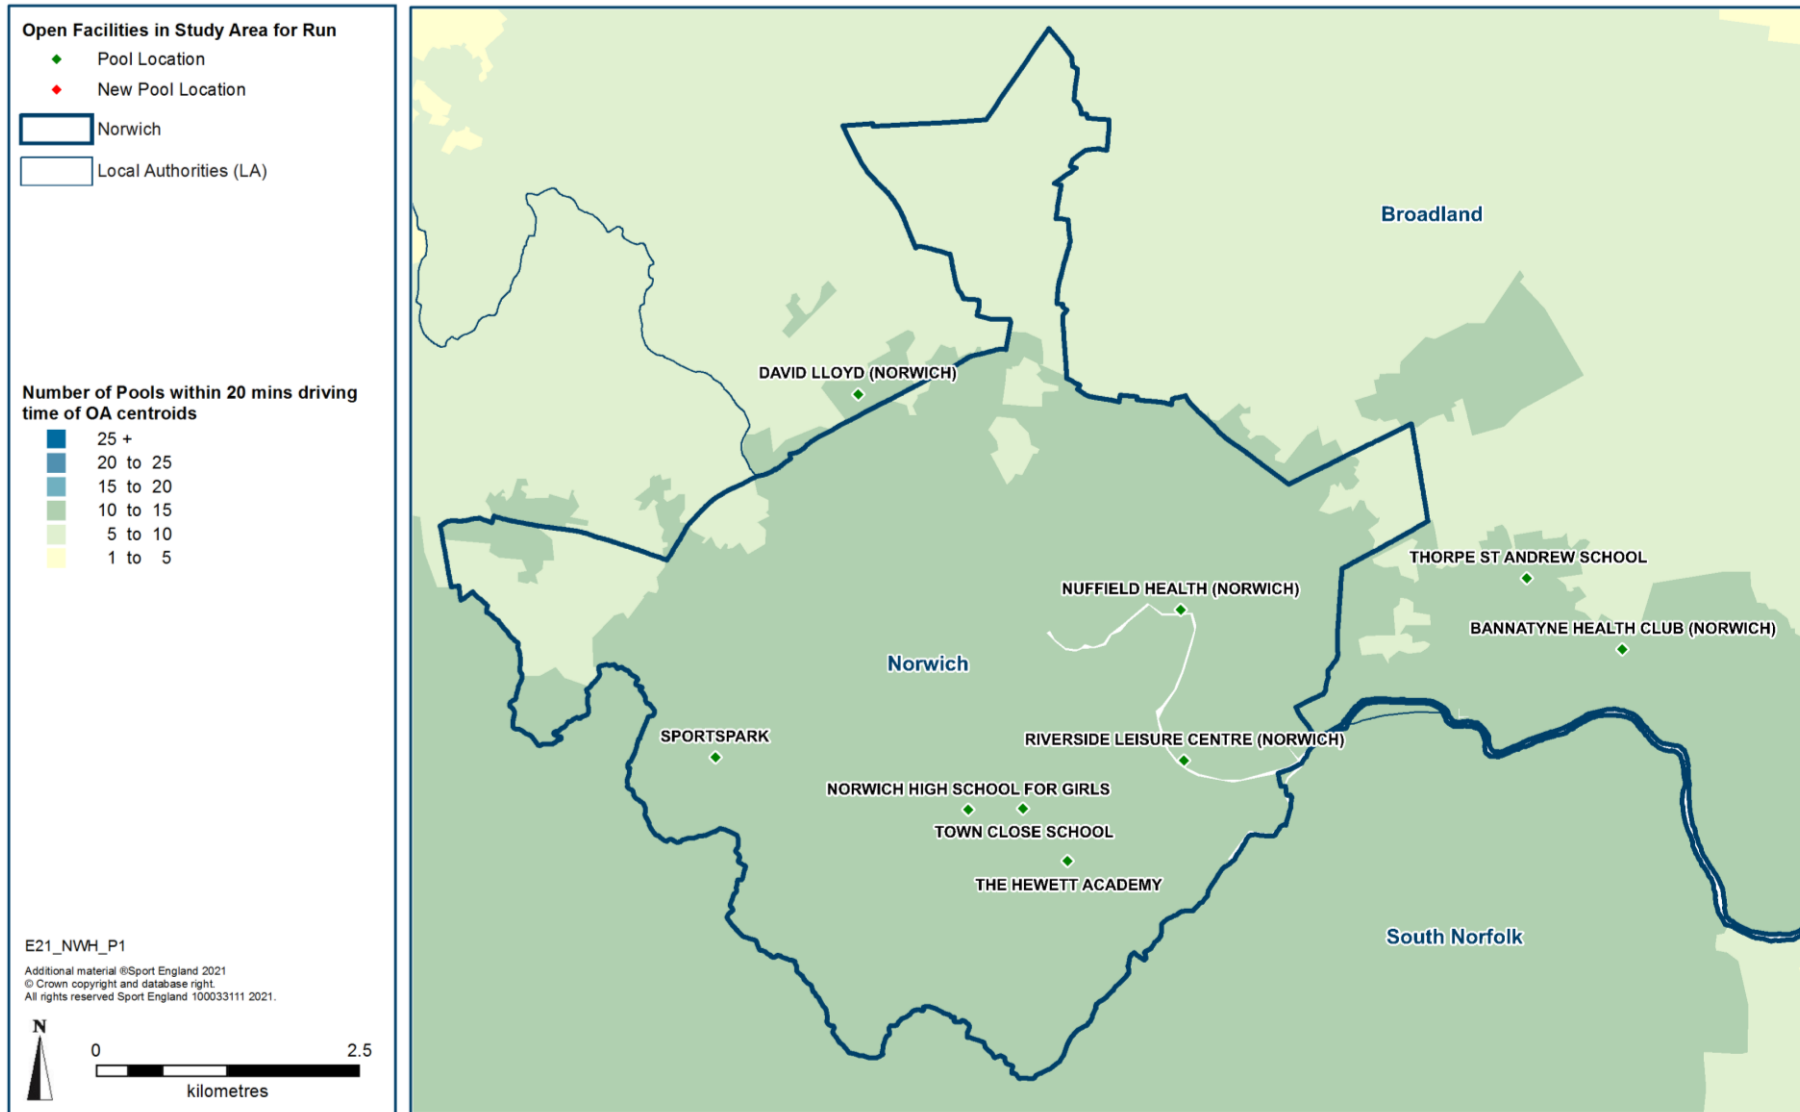 Open Facilities in Study Area for Run
Pool Location
New Pool Location
Norwich
Local Authorities (LA)
Number of Pools within 20 mins driving
time of OA centroids
25 +
20 to 25
15 to 20
10 to 15
5 to 10
1 to 5
E21_NWH_P1
Additional material ®Sport England 2021
© Crown copyright and database right.
All rights reserved Sport England 100033111 2021.
N
0 2.5
kilometres
Broadland
DAVID LLOYD (NORWICH)
THORPE ST ANDREW SCHOOL
NUFFIELD HEALTH (NORWICH)
BANNATYNE HEALTH CLUB (NORWICH)
Norwich
SPORTSPARK
RIVERSIDE LEISURE CENTRE (NORWICH)
NORWICH HIGH SCHOOL FOR GIRLS
TOWN CLOSE SCHOOL
THE HEWETT ACADEMY
South Norfolk